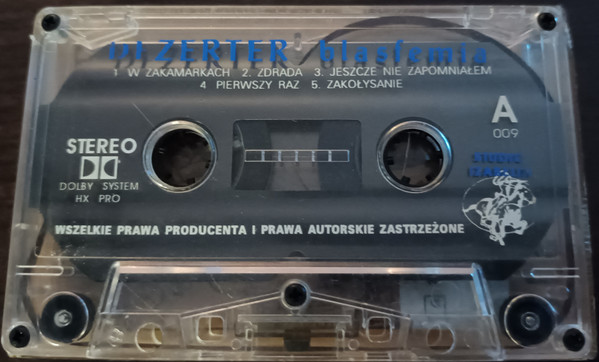 DEZERTER blasfemia
1 W ZAKAMARKACH 2. ZDRADA 3. JESZCZE NIE ZAPOMNIAŁEM
4 PIERWSZY RAZ 5. ZAKOŁYSANIE
A
009
STEREO
DOLBY SYSTEM
HX PRO
STUDIO
WSZELKIE PRAWA PRODUCENTA I PRAWA AUTORSKIE ZASTRZEŻONE